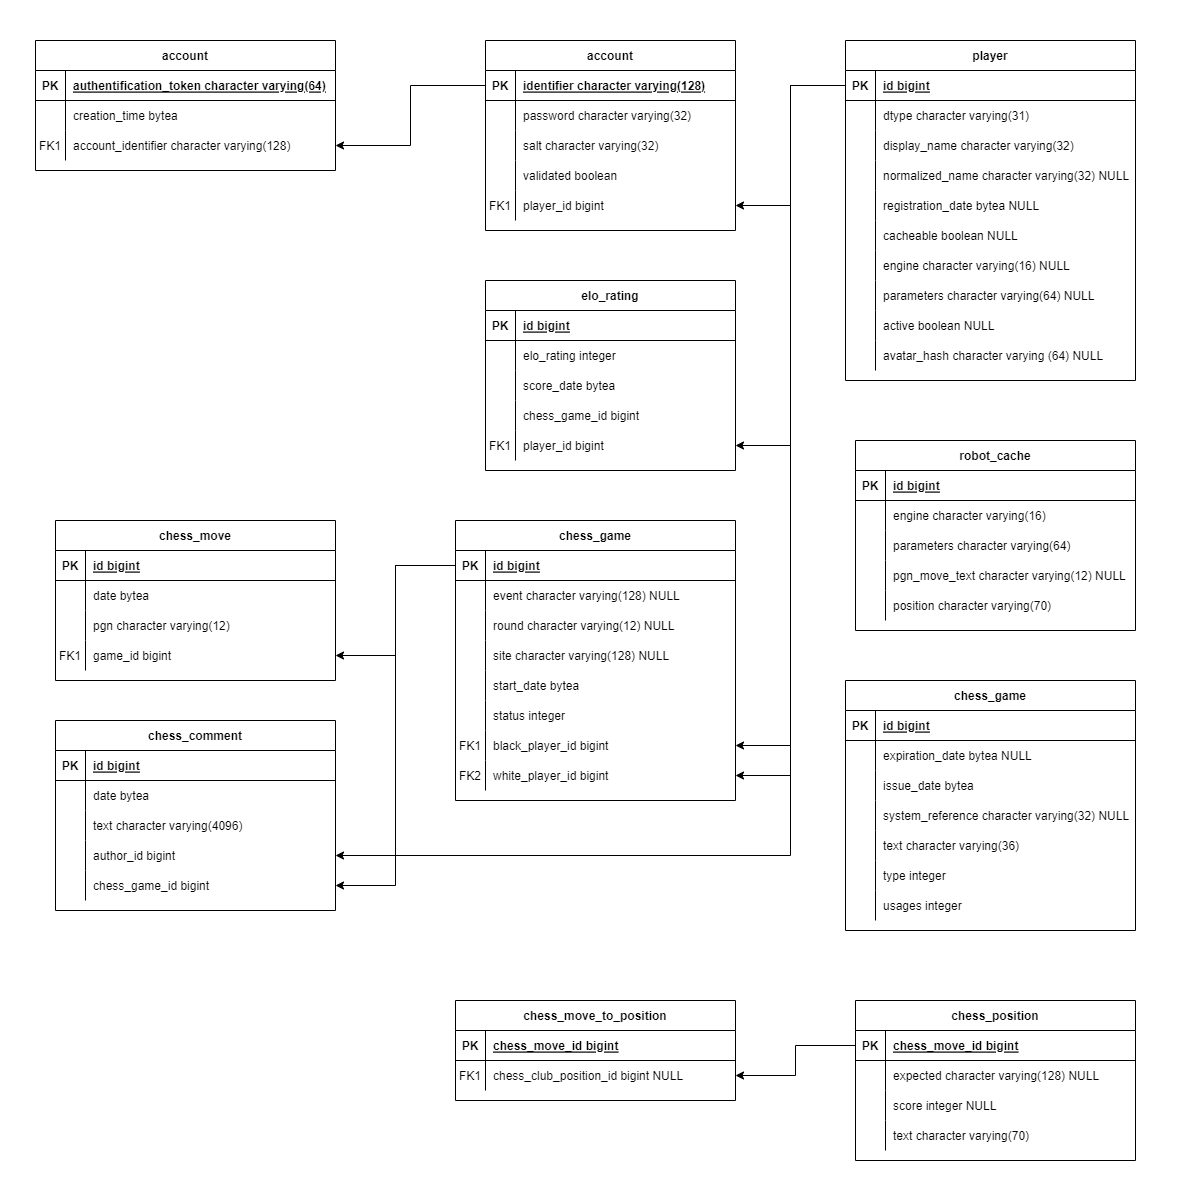 account
PK authentification_token character varying(64)
creation_time bytea
FK1 account_identifier character varying(128)
account
PK identifier character varying(128)
password character varying(32)
salt character varying(32)
validated boolean
FK1 player_id bigint
player
PK id bigint
dtype character varying(31)
display_name character varying(32)
normalized_name character varying(32) NULL
registration_date bytea NULL
cacheable boolean NULL
engine character varying(16) NULL
parameters character varying(64) NULL
active boolean NULL
avatar_hash character varying (64) NULL
elo_rating
PK id bigint
elo_rating integer
score_date bytea
chess_game_id bigint
FK1 player_id bigint
robot_cache
PK id bigint
engine character varying(16)
parameters character varying(64)
pgn_move_text character varying(12) NULL
position character varying(70)
chess_move
PK id bigint
date bytea
pgn character varying(12)
FK1 game_id bigint
chess_game
PK id bigint
event character varying(128) NULL
round character varying(12) NULL
site character varying(128) NULL
start_date bytea
status integer
FK1 black_player_id bigint
FK2 white_player_id bigint
chess_comment
PK id bigint
date bytea
text character varying(4096)
author_id bigint
chess_game_id bigint
chess_game
PK id bigint
expiration_date bytea NULL
issue_date bytea
system_reference character varying(32) NULL
text character varying(36)
type integer
usages integer
chess_move_to_position
PK chess_move_id bigint
FK1 chess_club_position_id bigint NULL
chess_position
PK chess_move_id bigint
expected character varying(128) NULL
score integer NULL
text character varying(70)